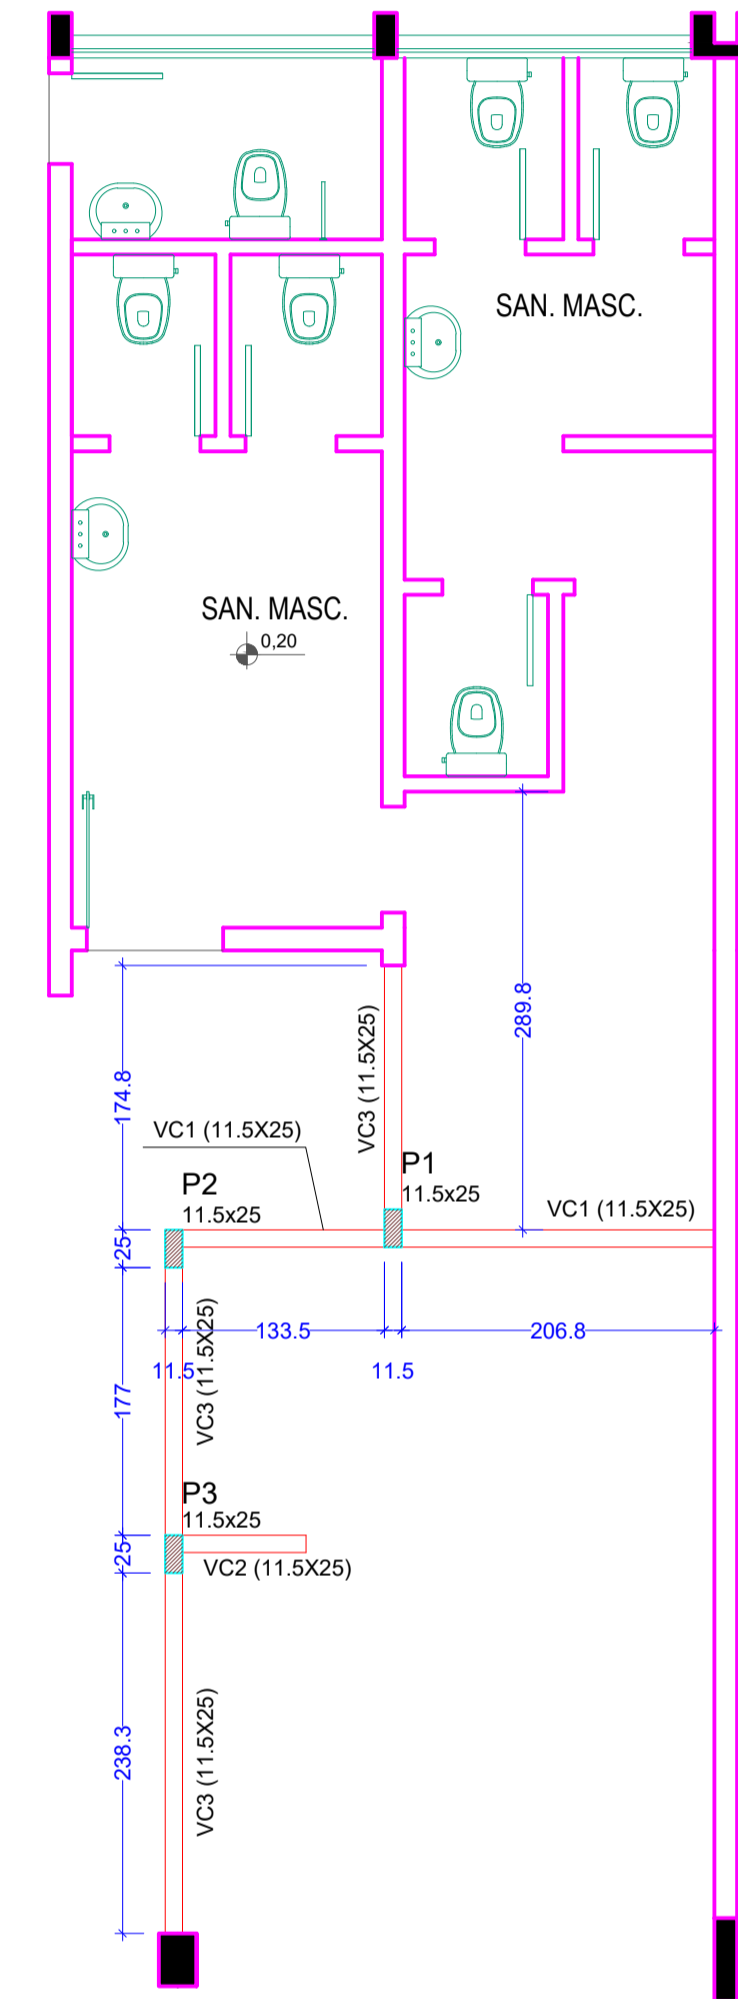 SAN. MASC.
SAN. MASC.
0,20
289.8
174.8
VC3 (11.5X25)
VC1 (11.5X25)
P1
11.5x25
P2
11.5x25
VC1 (11.5X25)
25
133.5
206.8
11.5
11.5
VC3 (11.5X25)
177
P3
11.5x25
25
VC2 (11.5X25)
238.3
VC3 (11.5X25)